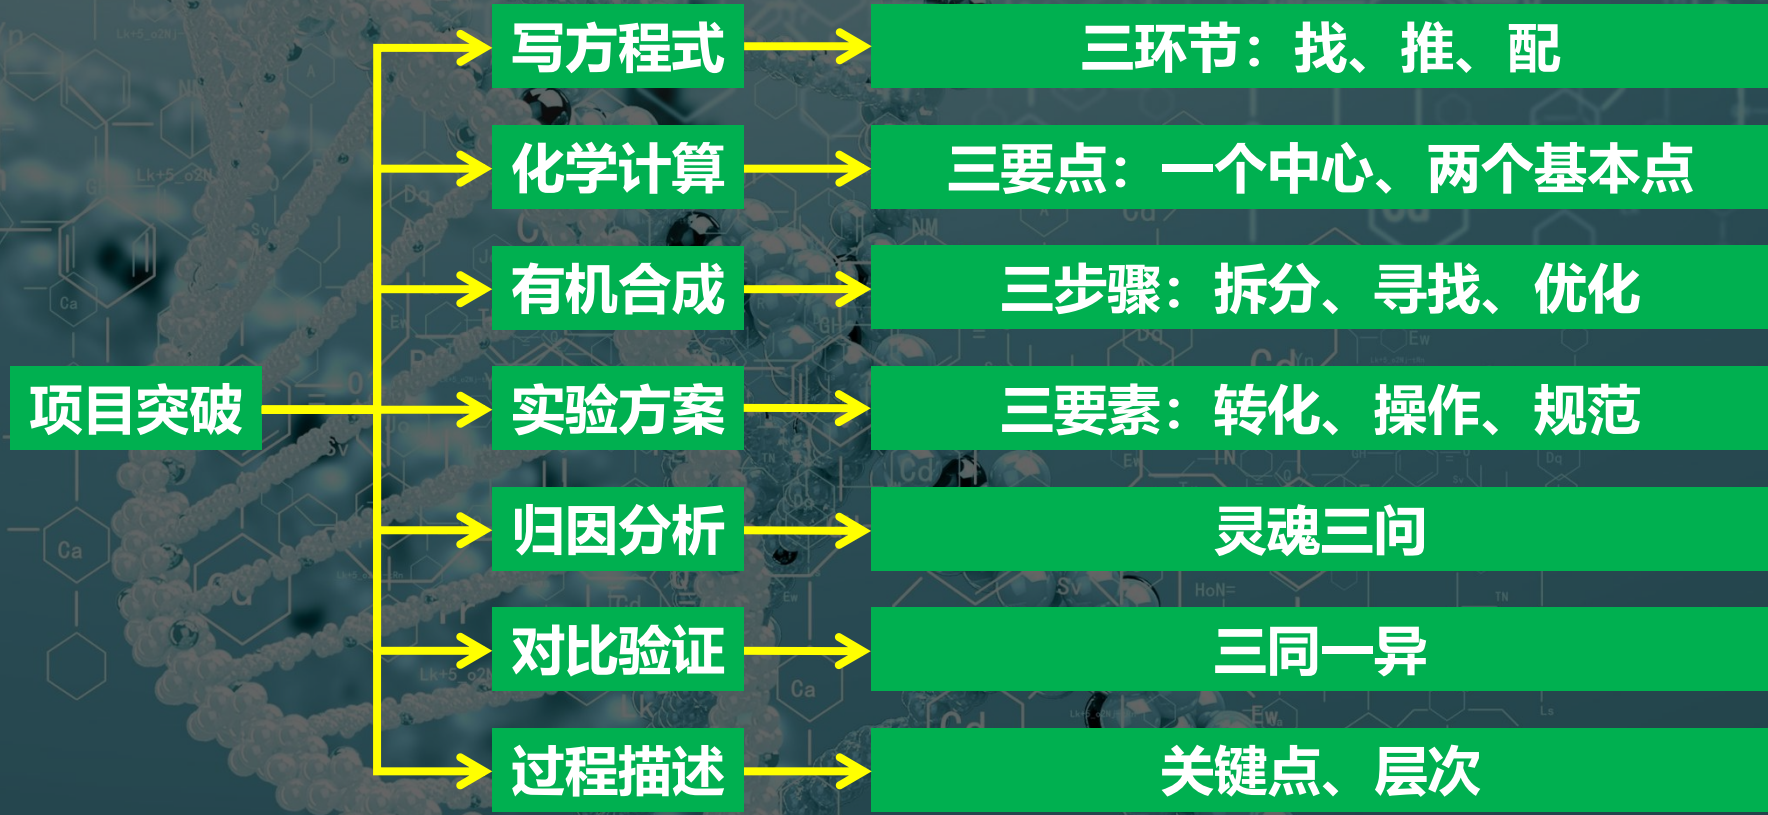 写方程式
三环节：找、推、配
化学计算
三要点：一个中心、两个基本点
有机合成
三步骤：拆分、寻找、优化
项目突破
实验方案
三要素：转化、操作、规范
归因分析
灵魂三问
对比验证
三同一异
过程描述
关键点、层次